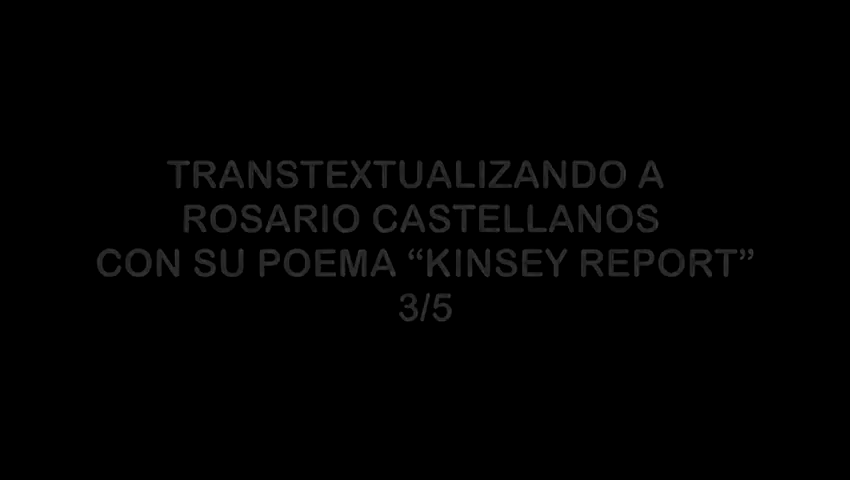 TRANSTEXTUALIZANDO A
ROSARIO CASTELLANOS
CON SU POEMA “KINSEY REPORT”
3/5